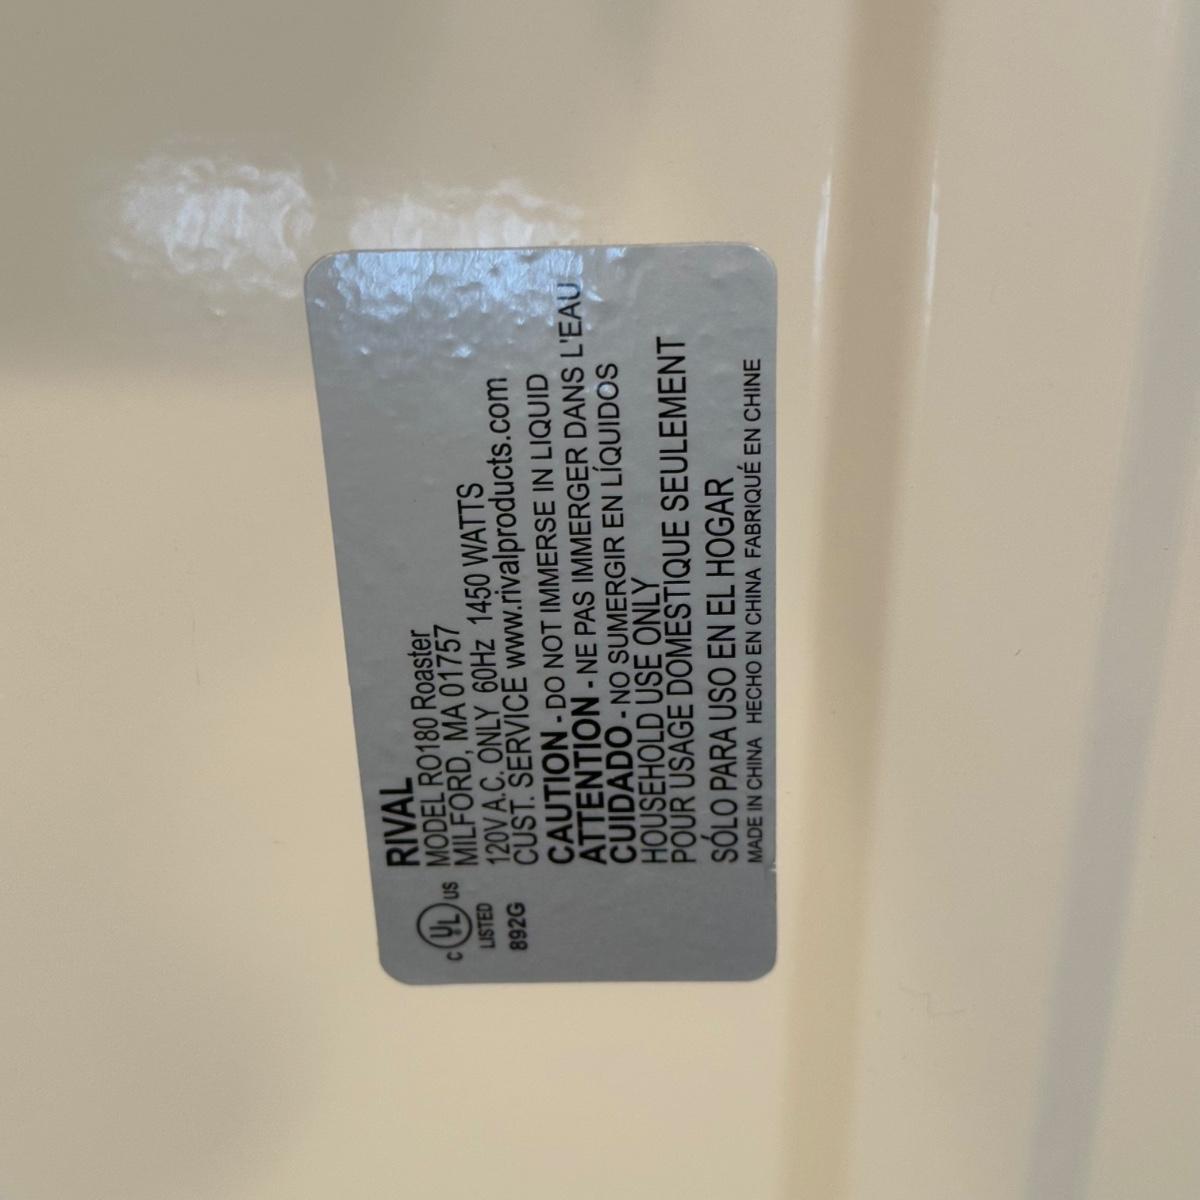 RIVAL
MODEL RO180 Roaster
MILFORD, MA 01757
120V A.C. ONLY 60Hz 1450 WATTS
CUST. SERVICE www.rivalproducts.com
CAUTION - DO NOT IMMERSE IN LIQUID
ATTENTION - NE PAS IMMERGER DANS L'EAU
CUIDADO - NO SUMERGIR EN LÍQUIDOS
HOUSEHOLD USE ONLY
POUR USAGE DOMESTIQUE SEULEMENT
SÓLO PARA USO EN EL HOGAR
MADE IN CHINA HECHO EN CHINA FABRIQUÉ EN CHINE
C UL US
LISTED
892G